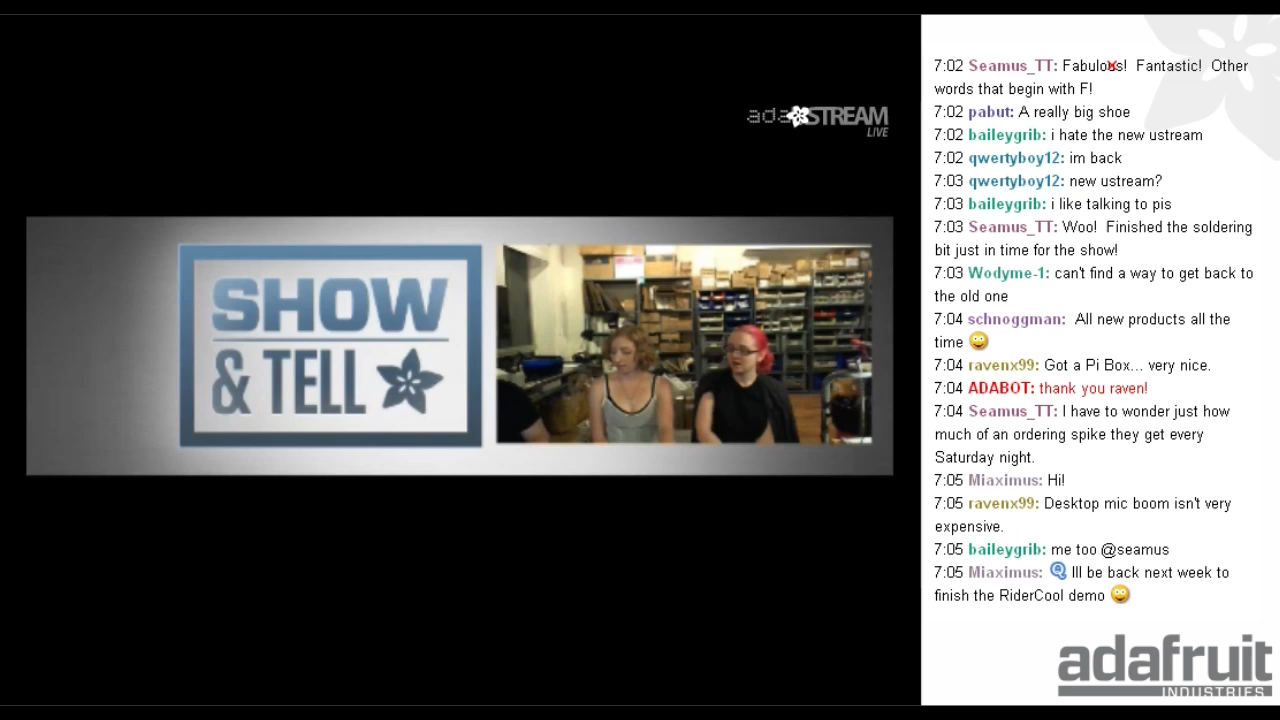 adaSTREAM
LIVE
SHOW
& TELL
7:02 Seamus_TT: Fabulous! Fantastic! Other
words that begin with F!
7:02 pabut: A really big shoe
7:02 baileygrib: i hate the new ustream
7:02 qwertyboy12: im back
7:03 qwertyboy12: new ustream?
7:03 baileygrib: i like talking to pis
7:03 Seamus_TT: Woo! Finished the soldering
bit just in time for the show!
7:03 Wodyme-1: can't find a way to get back to
the old one
7:04 schnoggman: All new products all the
time
7:04 ravenx99: Got a Pi Box... very nice.
7:04 ADABOT: thank you raven!
7:04 Seamus_TT: I have to wonder just how
much of an ordering spike they get every
Saturday night.
7:05 Miaximus: Hi!
7:05 ravenx99: Desktop mic boom isn't very
expensive.
7:05 baileygrib: me too @seamus
7:05 Miaximus: Ill be back next week to
finish the RiderCool demo
adafruit
INDUSTRIES